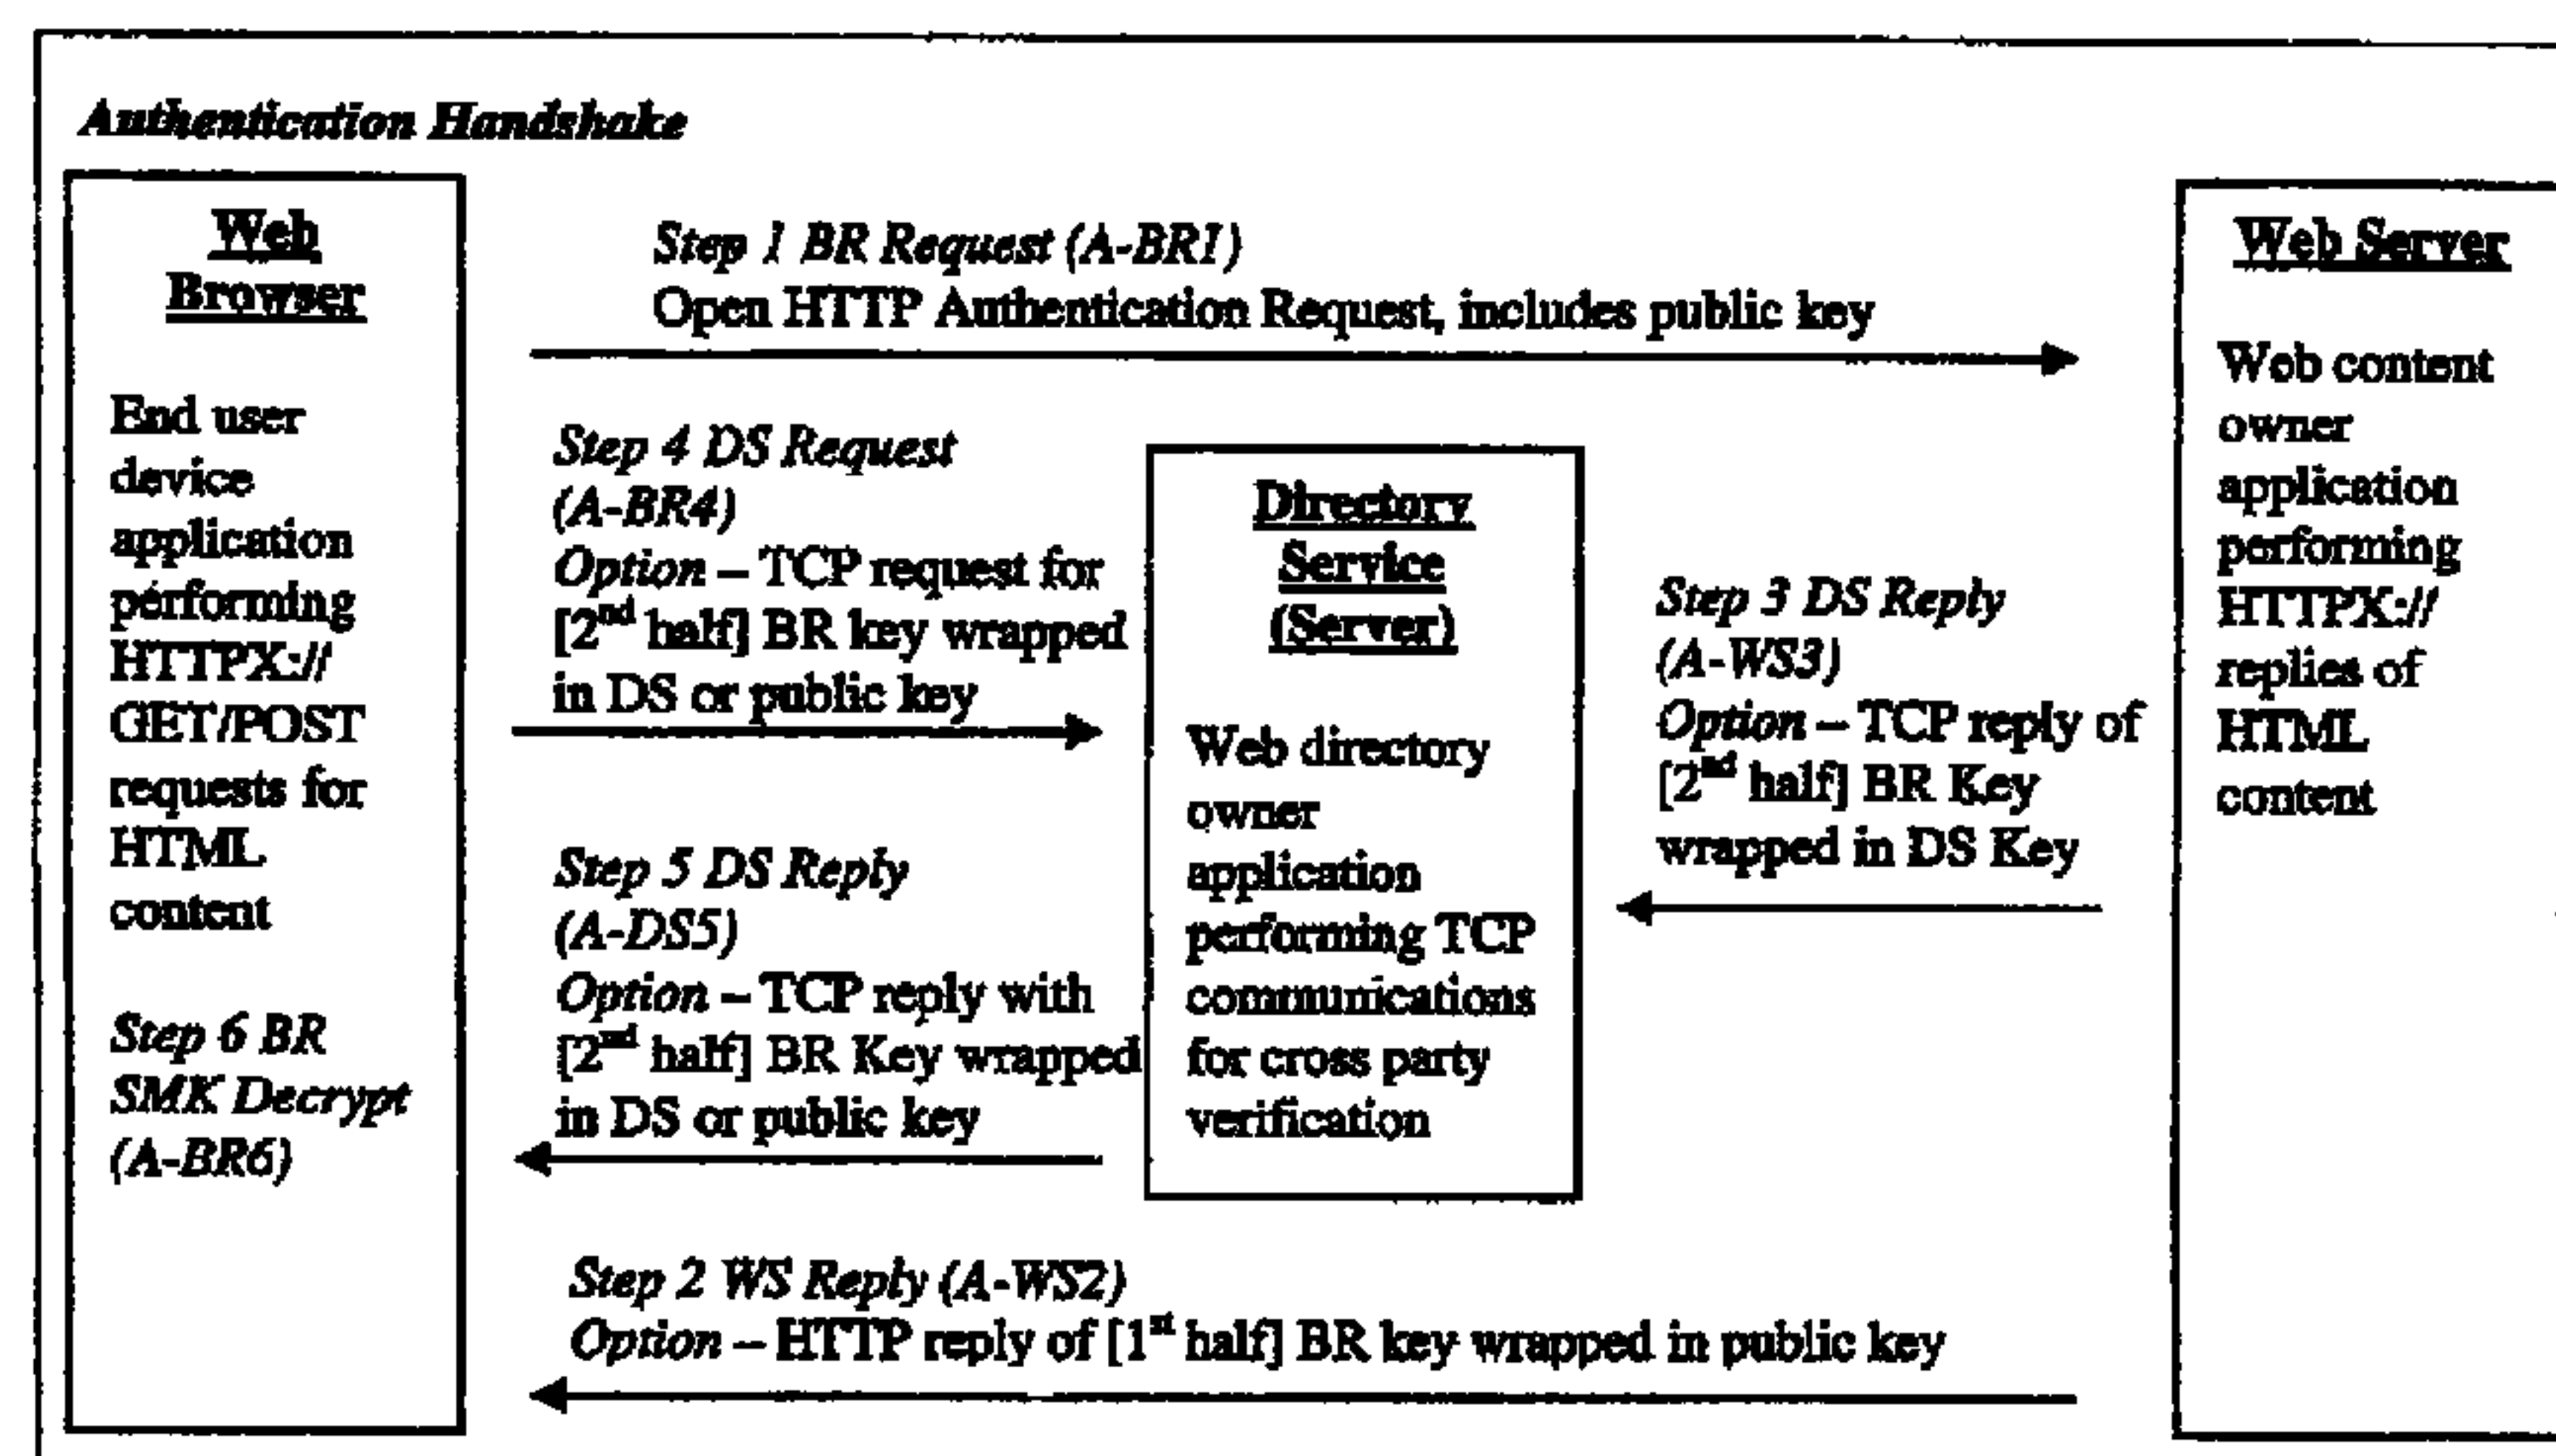 Authentication Handshake
Web
Browser
End user
device
application
performing
HTTPX://
GET/POST
requests for
HTML
content
Step 6 BR
SMK Decrypt
(A-BR6)
Step 1 BR Request (A-BR1)
Open HTTP Authentication Request, includes public key
Step 4 DS Request
(A-BR4)
Option – TCP request for
[2nd half] BR key wrapped
in DS or public key
Step 5 DS Reply
(A-DS5)
Option – TCP reply with
[2nd half] BR Key wrapped
in DS or public key
Directory
Service
(Server)
Web directory
owner
application
performing TCP
communications
for cross party
verification
Step 3 DS Reply
(A-WS3)
Option – TCP reply of
[2nd half] BR Key
wrapped in DS Key
Step 2 WS Reply (A-WS2)
Option – HTTP reply of [1st half] BR key wrapped in public key
Web Server
Web content
owner
application
performing
HTTPX://
replies of
HTML
content